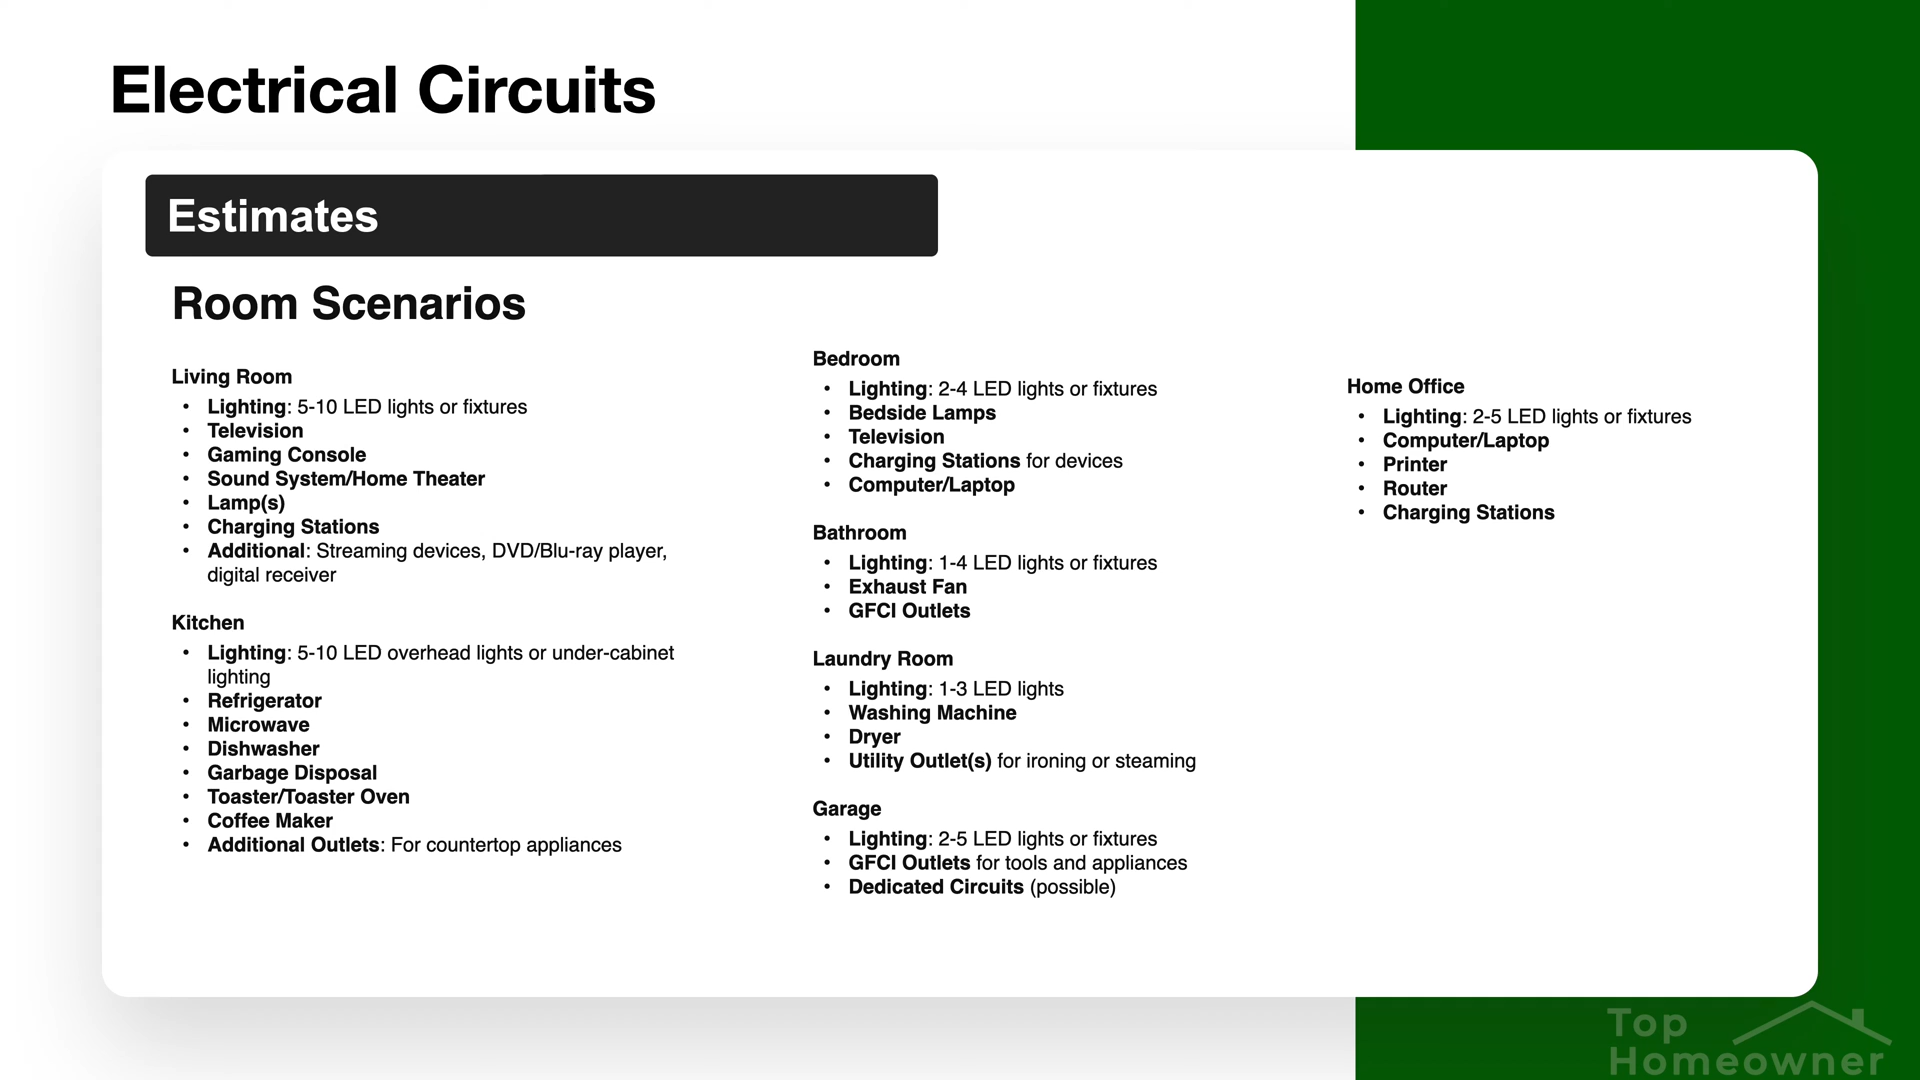 Electrical Circuits
Estimates
Room Scenarios
Living Room
• Lighting: 5-10 LED lights or fixtures
• Television
• Gaming Console
• Sound System/Home Theater
• Lamp(s)
• Charging Stations
• Additional: Streaming devices, DVD/Blu-ray player,
digital receiver
Kitchen
• Lighting: 5-10 LED overhead lights or under-cabinet
lighting
• Refrigerator
• Microwave
• Dishwasher
• Garbage Disposal
• Toaster/Toaster Oven
• Coffee Maker
• Additional Outlets: For countertop appliances
Bedroom
• Lighting: 2-4 LED lights or fixtures
• Bedside Lamps
• Television
• Charging Stations for devices
• Computer/Laptop
Bathroom
• Lighting: 1-4 LED lights or fixtures
• Exhaust Fan
• GFCI Outlets
Laundry Room
• Lighting: 1-3 LED lights
• Washing Machine
• Dryer
• Utility Outlet(s) for ironing or steaming
Garage
• Lighting: 2-5 LED lights or fixtures
• GFCI Outlets for tools and appliances
• Dedicated Circuits (possible)
Home Office
• Lighting: 2-5 LED lights or fixtures
• Computer/Laptop
• Printer
• Router
• Charging Stations
Top
Homeowner